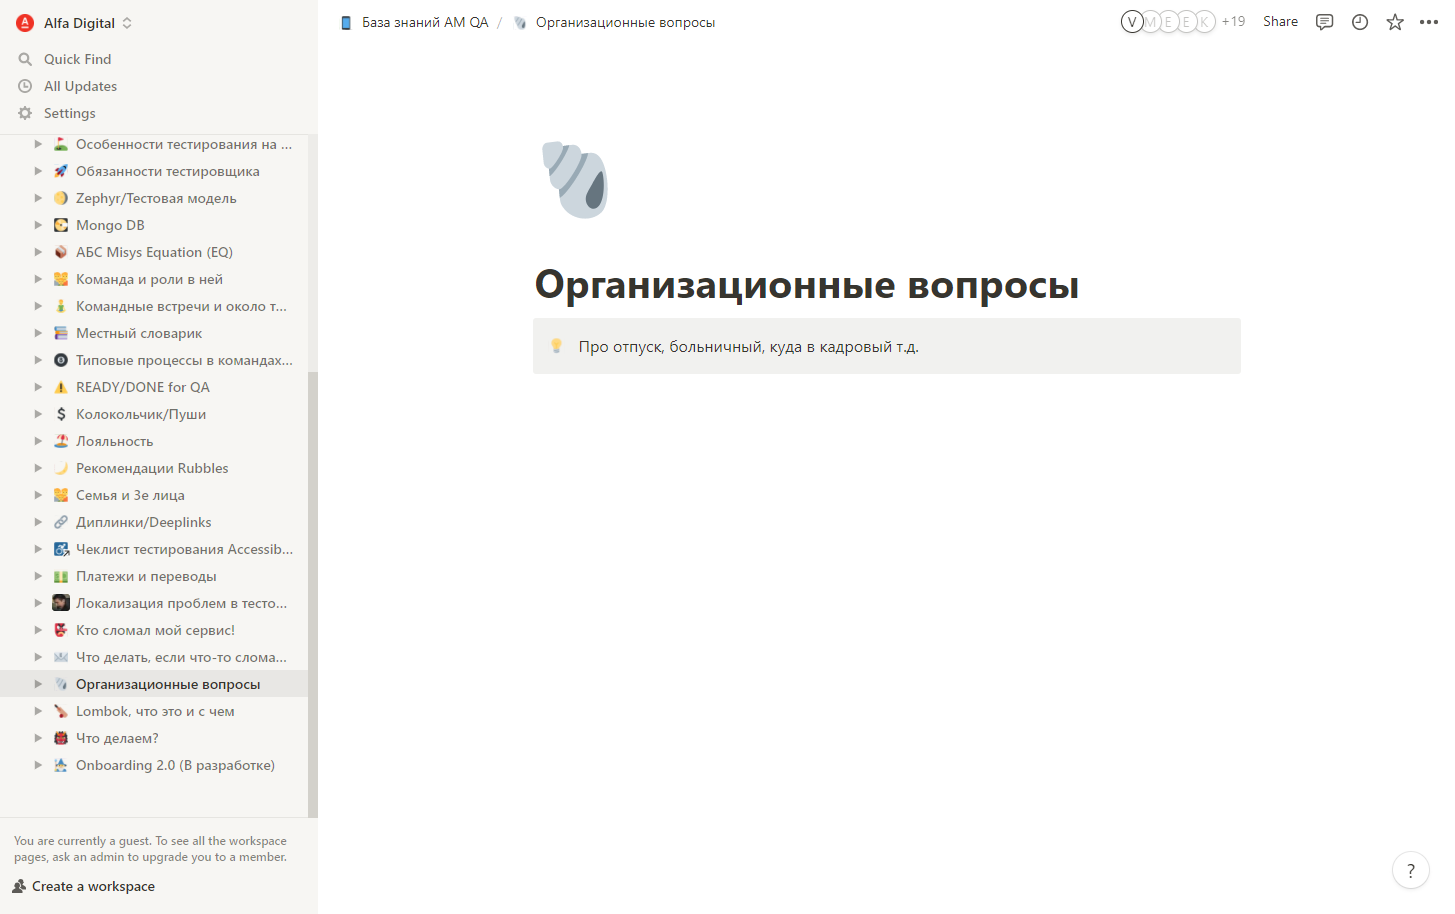 Alfa Digital
Quick Find
All Updates
Settings
Особенности тестирования на ...
Обязанности тестировщика
Zephyr/Тестовая модель
Mongo DB
АБС Misys Equation (EQ)
Команда и роли в ней
Командные встречи и около т...
Местный словарик
Типовые процессы в командах...
READY/DONE for QA
Колокольчик/Пуши
Лояльность
Рекомендации Rubbles
Семья и 3е лица
Диплинки/Deeplinks
Чеклист тестирования Accessib...
Платежи и переводы
Локализация проблем в тесто...
Кто сломал мой сервис!
Что делать, если что-то слома...
Организационные вопросы
Lombok, что это и с чем
Что делаем?
Onboarding 2.0 (В разработке)
You are currently a guest. To see all the workspace
pages, ask an admin to upgrade you to a member.
Create a workspace
База знаний AM QA / Организационные вопросы
V M E E K +19 Share
Организационные вопросы
Про отпуск, больничный, куда в кадровый т.д.
?